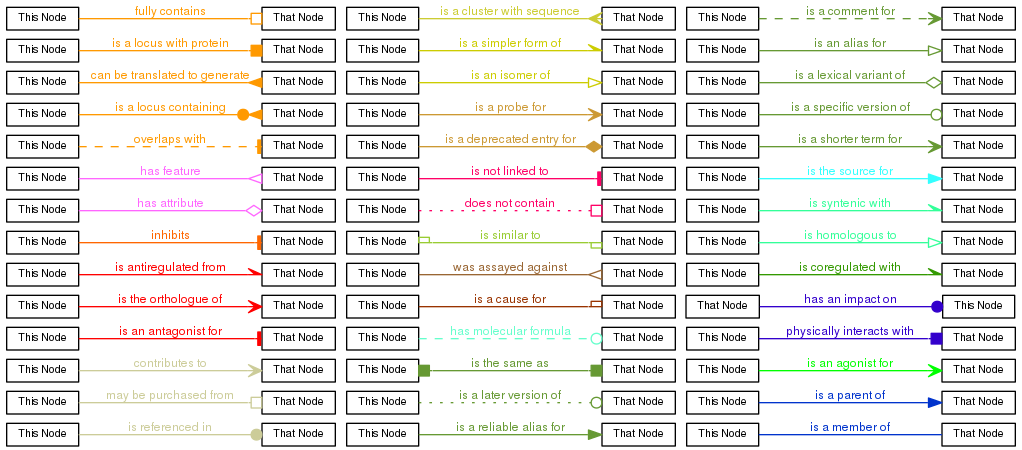 This Node fully contains That Node This Node is a cluster with sequence That Node This Node is a comment for That Node
This Node is a locus with protein That Node This Node is a simpler form of That Node This Node is an alias for That Node
This Node can be translated to generate That Node This Node is an isomer of That Node This Node is a lexical variant of That Node
This Node is a locus containing That Node This Node is a probe for That Node This Node is a specific version of That Node
This Node overlaps with That Node This Node is a deprecated entry for That Node This Node is a shorter term for That Node
This Node has feature That Node This Node is not linked to That Node This Node is the source for That Node
This Node has attribute That Node This Node does not contain That Node This Node is syntenic with That Node
This Node inhibits That Node This Node is similar to That Node This Node is homologous to That Node
This Node is antiregulated from That Node This Node was assayed against That Node This Node is coregulated with That Node
This Node is the orthologue of That Node This Node is a cause for That Node This Node has an impact on This Node
This Node is an antagonist for That Node This Node has molecular formula That Node This Node physically interacts with That Node
This Node contributes to That Node This Node is the same as That Node This Node is an agonist for That Node
This Node may be purchased from That Node This Node is a later version of That Node This Node is a parent of That Node
This Node is referenced in That Node This Node is a reliable alias for That Node This Node is a member of That Node